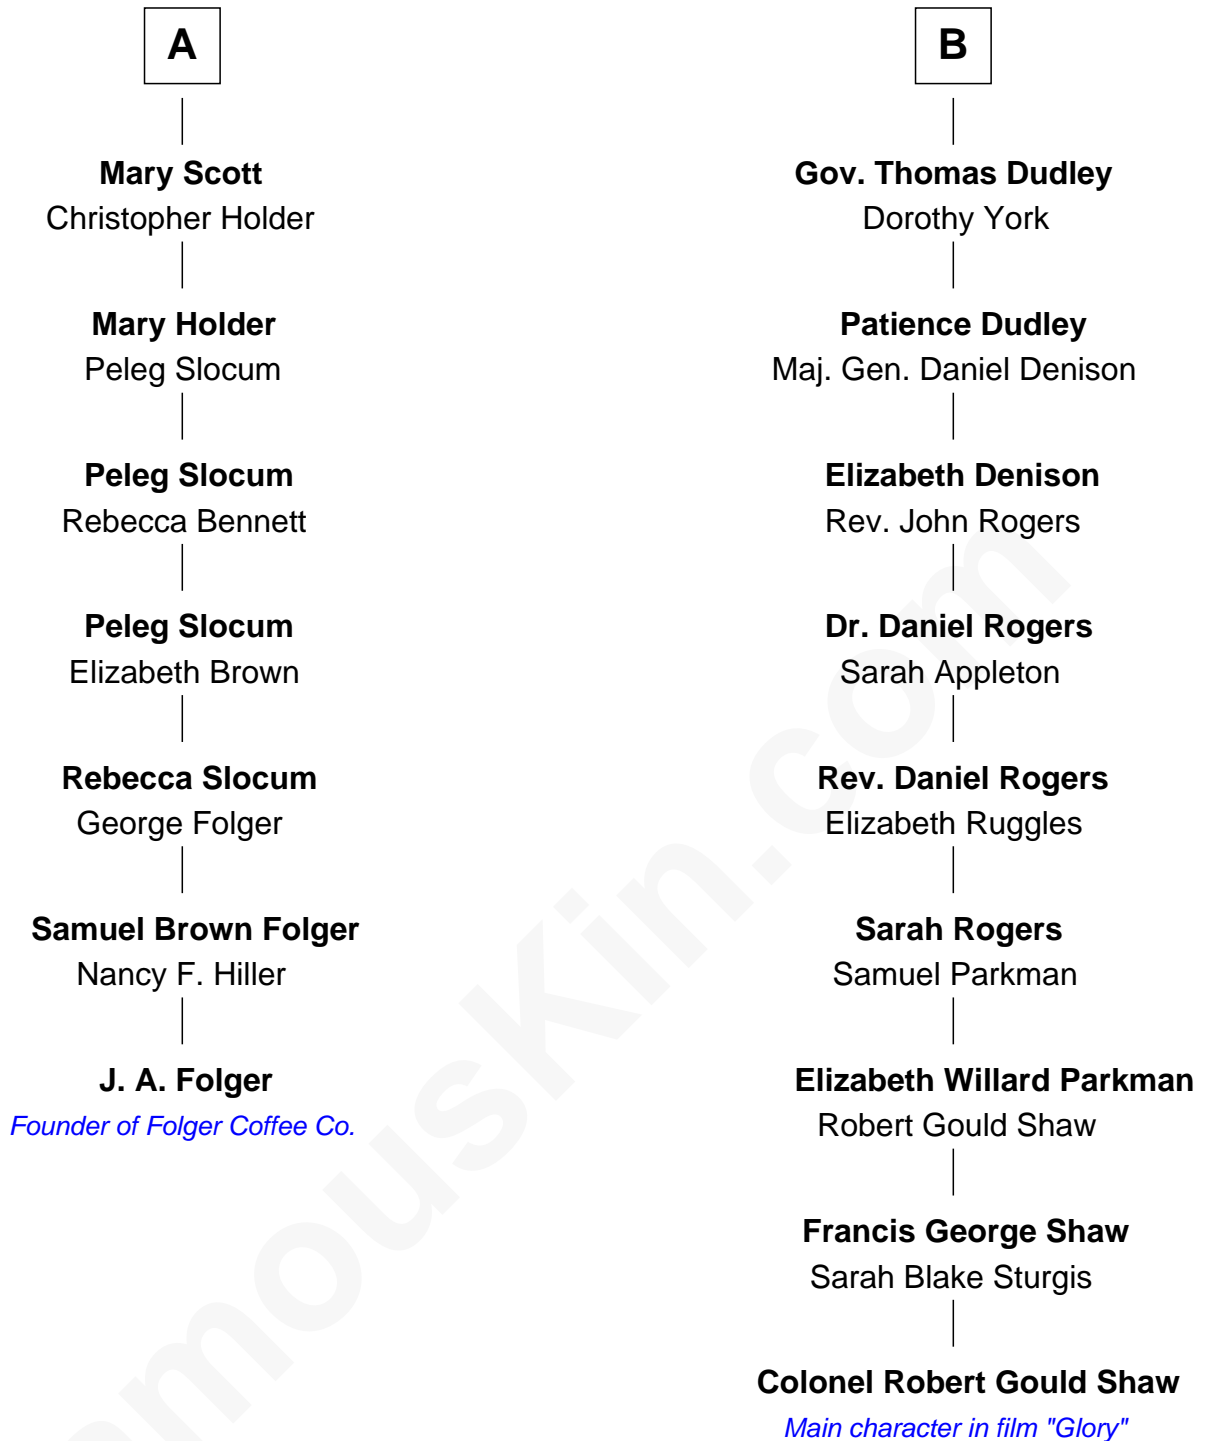 A
Mary Scott
Christopher Holder
Mary Holder
Peleg Slocum
Peleg Slocum
Rebecca Bennett
Peleg Slocum
Elizabeth Brown
Rebecca Slocum
George Folger
Samuel Brown Folger
Nancy F. Hiller
J. A. Folger
Founder of Folger Coffee Co.
B
Gov. Thomas Dudley
Dorothy York
Patience Dudley
Maj. Gen. Daniel Denison
Elizabeth Denison
Rev. John Rogers
Dr. Daniel Rogers
Sarah Appleton
Rev. Daniel Rogers
Elizabeth Ruggles
Sarah Rogers
Samuel Parkman
Elizabeth Willard Parkman
Robert Gould Shaw
Francis George Shaw
Sarah Blake Sturgis
Colonel Robert Gould Shaw
Main character in film "Glory"
amouskin.com